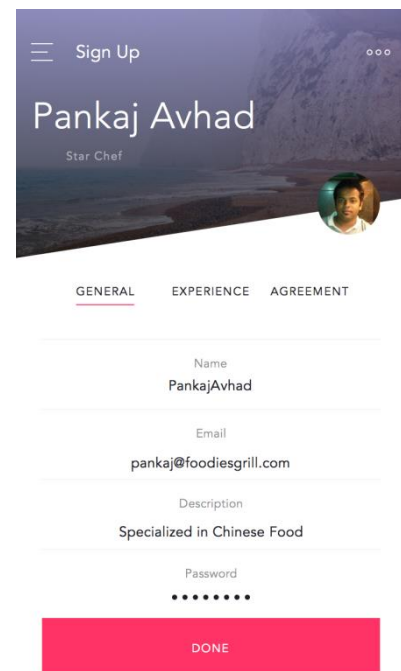 Sign Up
Pankaj Avhad
Star Chef
GENERAL EXPERIENCE AGREEMENT
Name
PankajAvhad
Email
pankaj@foodiesgrill.com
Description
Specialized in Chinese Food
Password
••••••••
DONE